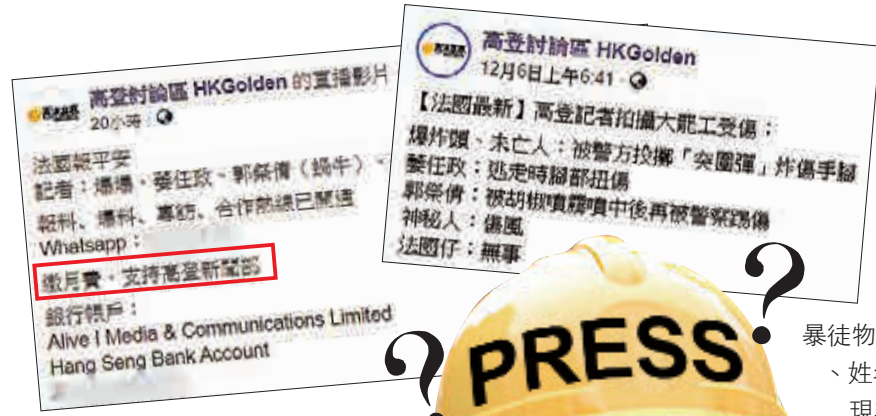 高登討論區 HKGolden 的直播影片
20小時
法國報平安
記者：爆爆、姜任政、郭榮倩（蝸牛）、
報料、爆料、專訪、合作熱線已開通
Whatsapp：
繳月費，支持高登新聞部
銀行帳戶：
Alive I Media & Communications Limited
Hang Seng Bank Account
高登討論區 HKGolden
12月6日上午6:41
【法國最新】高登記者拍攝大罷工受傷：
爆炸頭、未亡人：被警方投擲「突圍彈」炸傷手腳
姜任政：逃走時腳部扭傷
郭榮倩：被胡椒噴霧噴中後再被警察踢傷
神秘人：傷風
法國仔：無事
?
?
PRESS
暴徒物
、姓
現